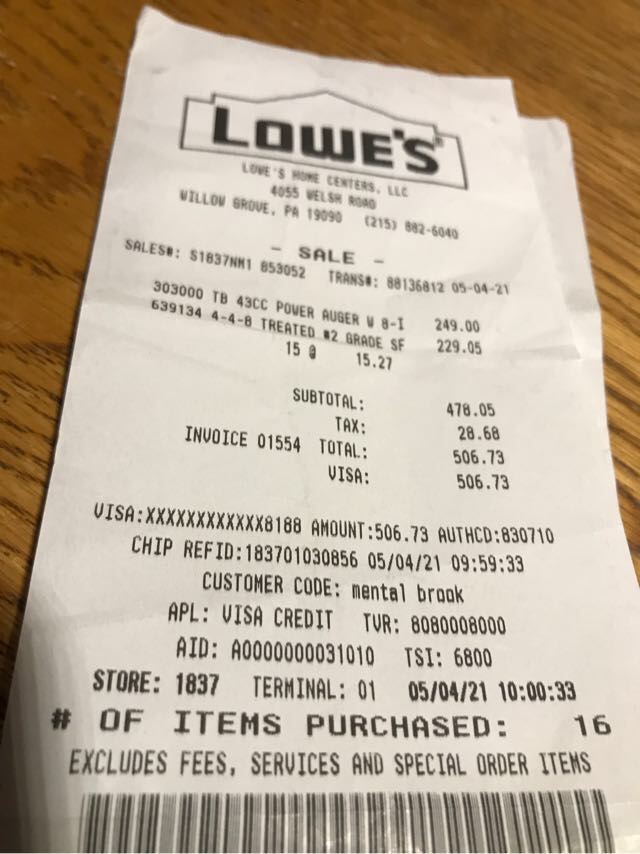 LOWE'S®
LOWE'S HOME CENTERS, LLC
4055 WELSH ROAD
WILLOW GROVE, PA 19090 (215) 882-6040
- SALE -
SALES#: S1837NM1 853052 TRANS#: 88136812 05-04-21
303000 TB 43CC POWER AUGER W 8-I 249.00
639134 4-4-8 TREATED #2 GRADE SF 229.05
15 @ 15.27
SUBTOTAL: 478.05
TAX: 28.68
INVOICE 01554 TOTAL: 506.73
VISA: 506.73
VISA:XXXXXXXXXXXX8188 AMOUNT:506.73 AUTHCD:830710
CHIP REFID:183701030856 05/04/21 09:59:33
CUSTOMER CODE: mental brook
APL: VISA CREDIT TVR: 8080008000
AID: A0000000031010 TSI: 6800
STORE: 1837 TERMINAL: 01 05/04/21 10:00:33
# OF ITEMS PURCHASED: 16
EXCLUDES FEES, SERVICES AND SPECIAL ORDER ITEMS